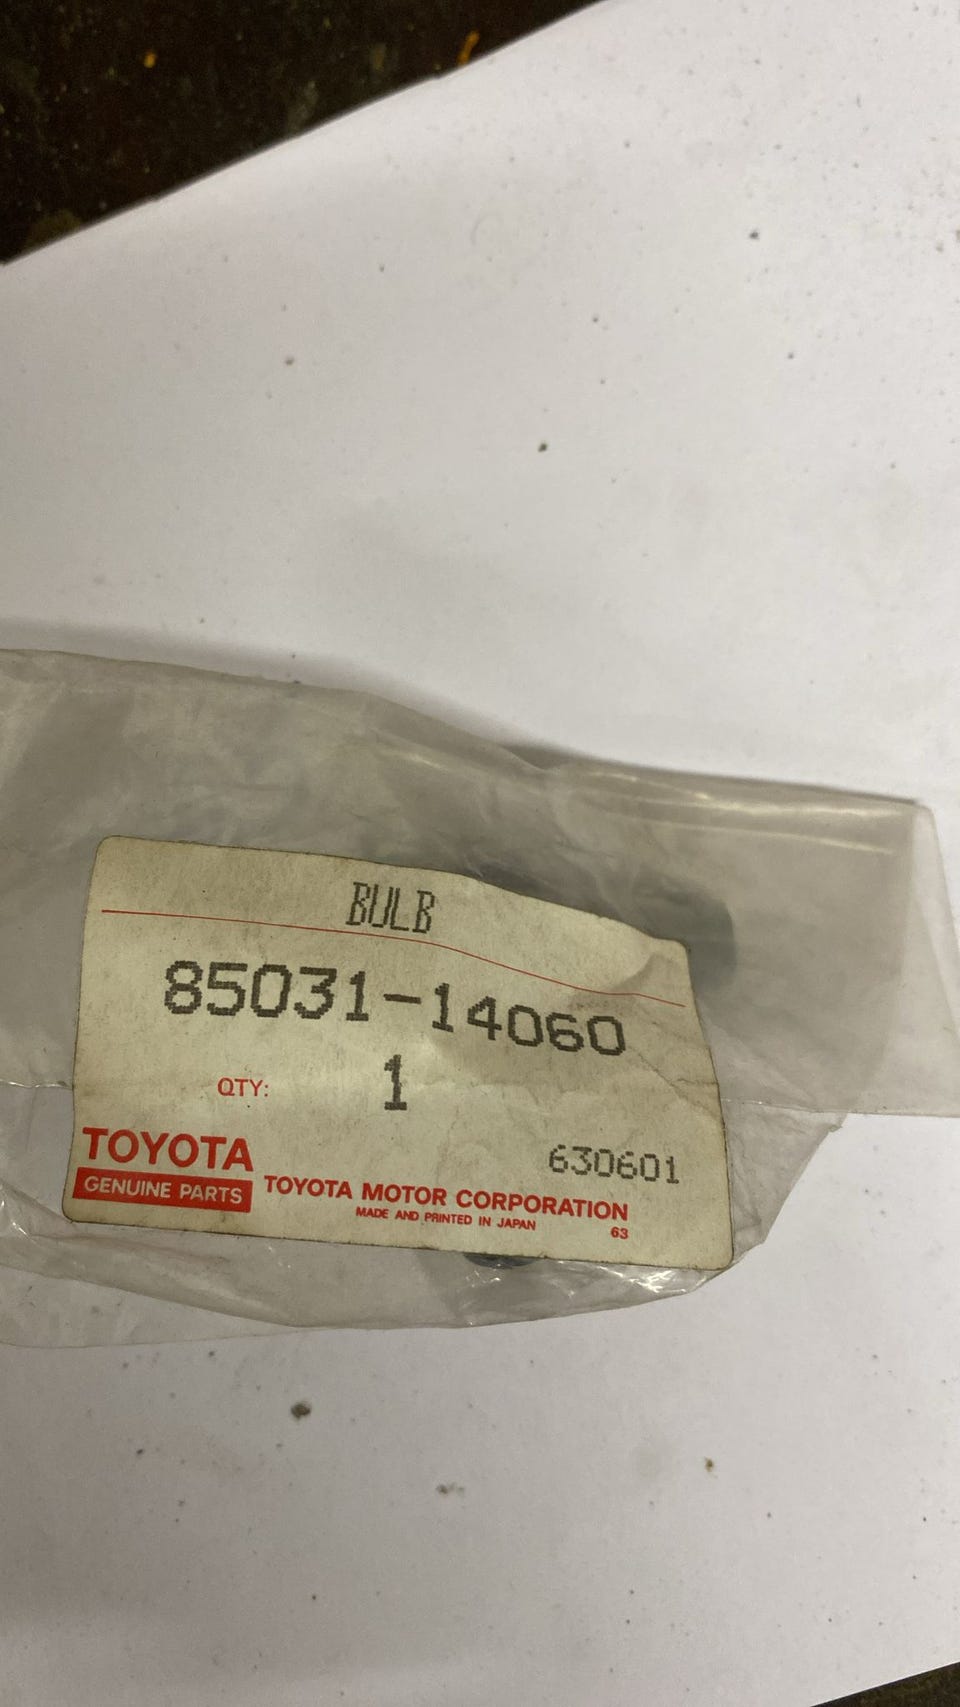 BULB
85031-14060
QTY: 1
630601
TOYOTA
GENUINE PARTS
TOYOTA MOTOR CORPORATION
MADE AND PRINTED IN JAPAN
63